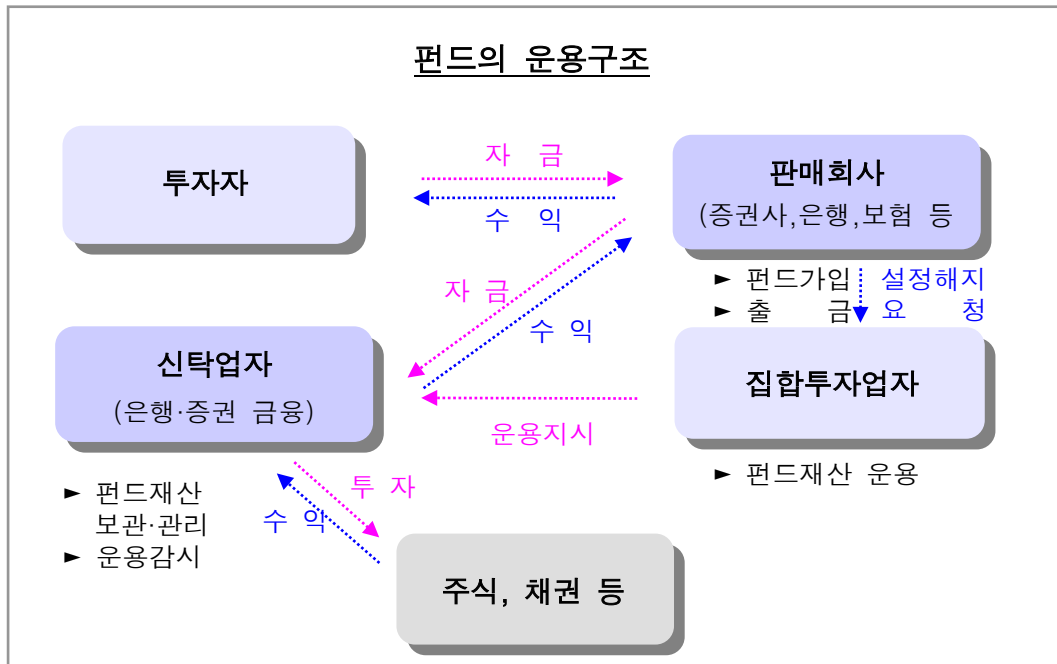 펀드의 운용구조
투자자
자 금
수 익
판매회사
(증권사,은행,보험 등
► 펀드가입
► 출 금
설정해지
요 청
자 금
수 익
신탁업자
(은행·증권 금융)
집합투자업자
운용지시
► 펀드재산 운용
► 펀드재산
보관·관리
► 운용감시
투 자
수 익
주식, 채권 등